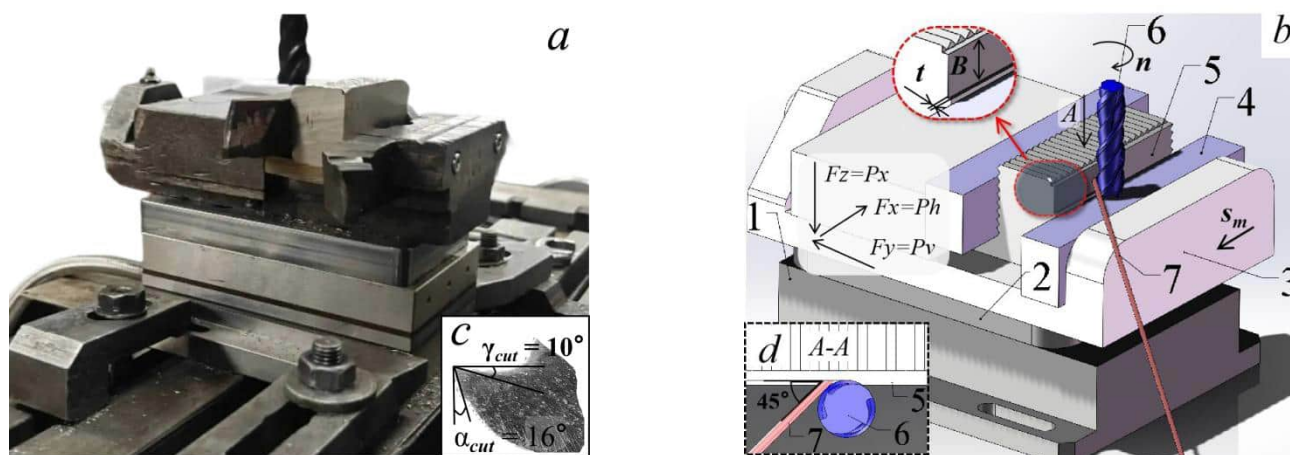 a
c
γcut = 10°
αcut = 16°
b
6
n
5
4
t
B
A
Fz=Px
Fx=Ph
Fy=Pv
1
sm
2
7
3
d
A-A
5
45°
7
6